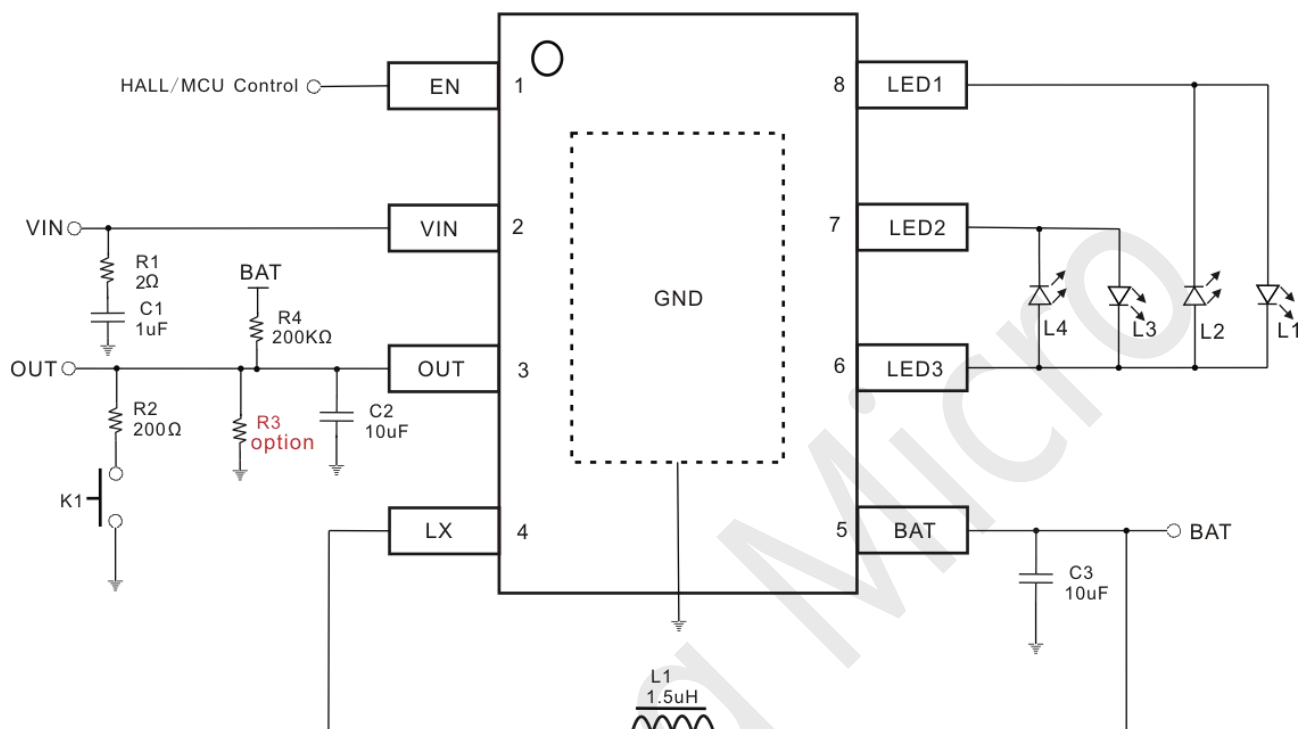 HALL/MCU Control
EN
1
8
LED1
VIN
VIN
2
7
LED2
R1
2Ω
C1
1uF
BAT
R4
200KΩ
GND
L4
L3
L2
L1
OUT
OUT
3
6
LED3
R2
200Ω
R3
option
C2
10uF
K1
LX
4
5
BAT
BAT
C3
10uF
L1
1.5uH
Micro